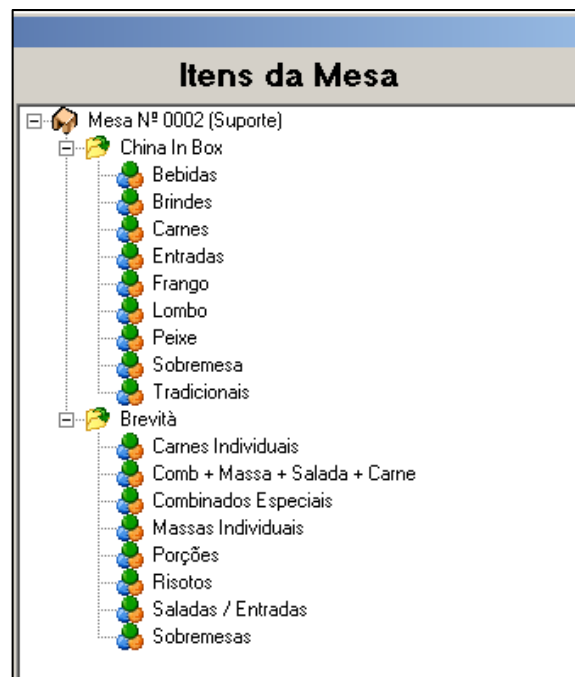 Itens da Mesa
Mesa Nº 0002 (Suporte)
China In Box
Bebidas
Brindes
Carnes
Entradas
Frango
Lombo
Peixe
Sobremesa
Tradicionais
Brevità
Carnes Individuais
Comb + Massa + Salada + Carne
Combinados Especiais
Massas Individuais
Porções
Risotos
Saladas / Entradas
Sobremesas